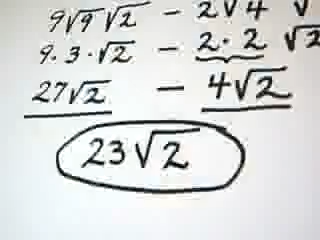 9√9 √2 − 2√4 √
9·3·√2 − 2·2 √2
27√2 − 4√2
23√2